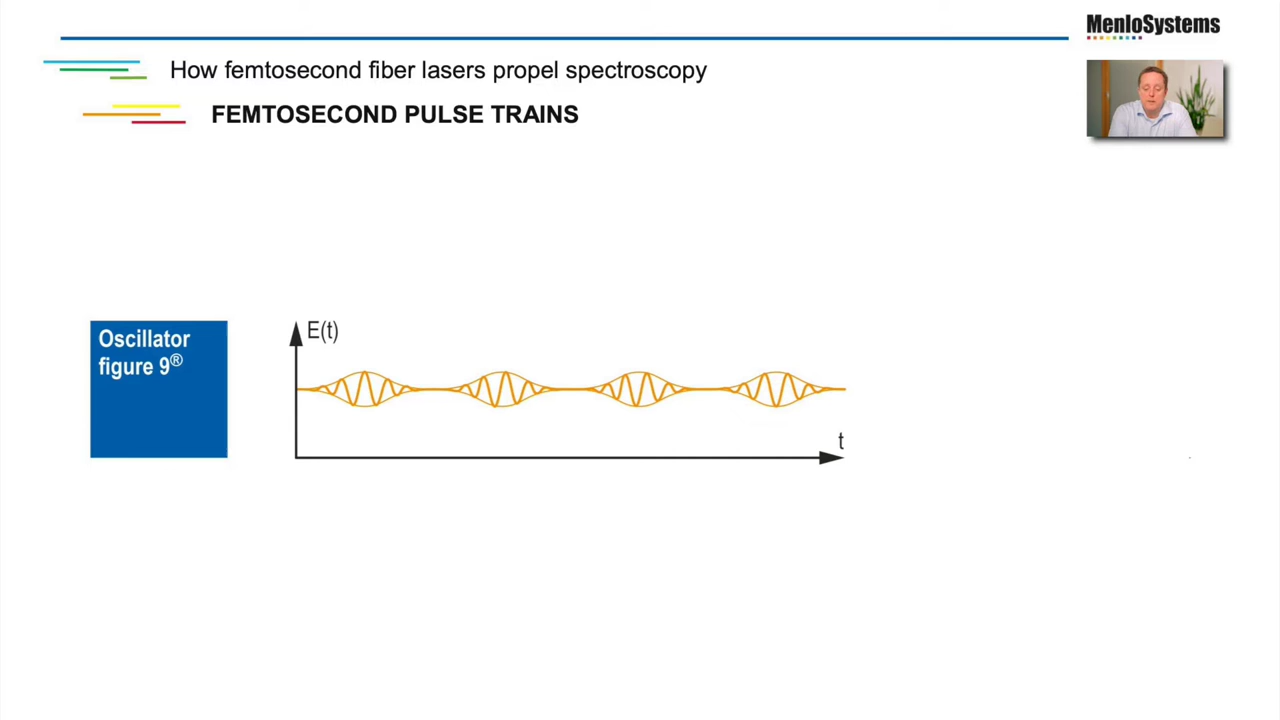 MenloSystems
How femtosecond fiber lasers propel spectroscopy
FEMTOSECOND PULSE TRAINS
Oscillator
figure 9®
E(t)
t